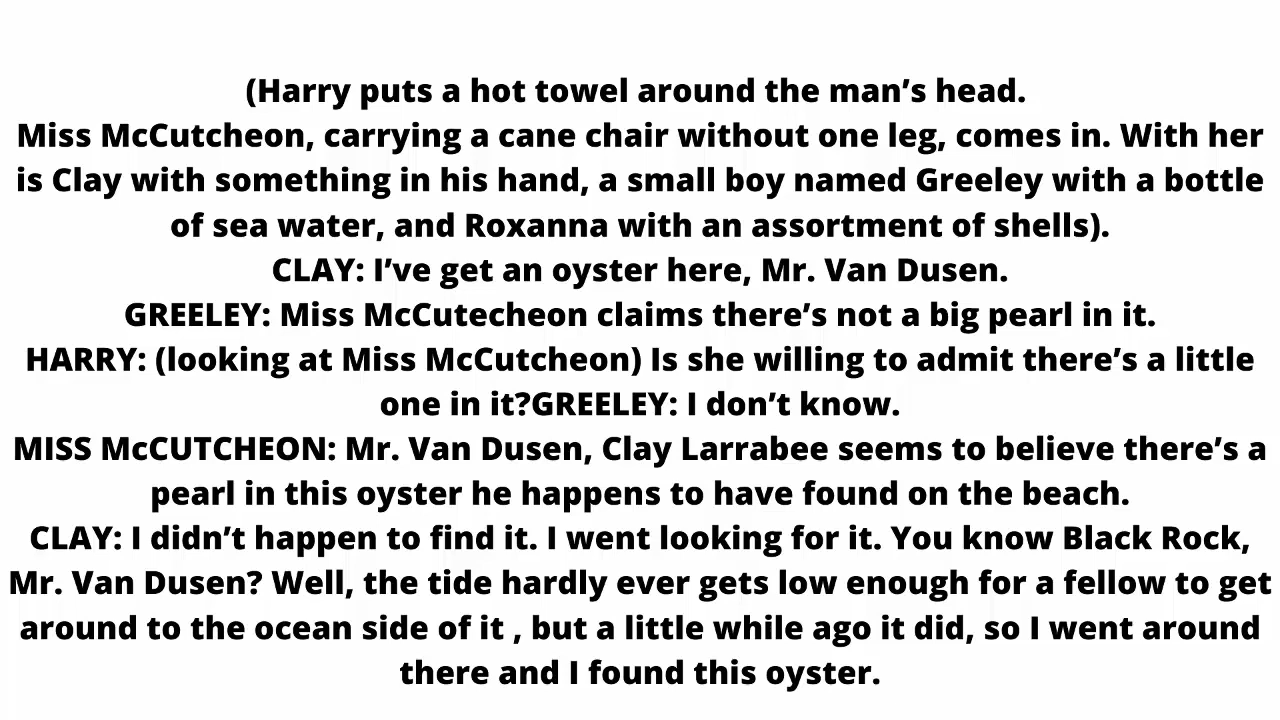 (Harry puts a hot towel around the man’s head.
Miss McCutcheon, carrying a cane chair without one leg, comes in. With her
is Clay with something in his hand, a small boy named Greeley with a bottle
of sea water, and Roxanna with an assortment of shells).
CLAY: I’ve get an oyster here, Mr. Van Dusen.
GREELEY: Miss McCutecheon claims there’s not a big pearl in it.
HARRY: (looking at Miss McCutcheon) Is she willing to admit there’s a little
one in it?GREELEY: I don’t know.
MISS McCUTCHEON: Mr. Van Dusen, Clay Larrabee seems to believe there’s a
pearl in this oyster he happens to have found on the beach.
CLAY: I didn’t happen to find it. I went looking for it. You know Black Rock,
Mr. Van Dusen? Well, the tide hardly ever gets low enough for a fellow to get
around to the ocean side of it , but a little while ago it did, so I went around
there and I found this oyster.